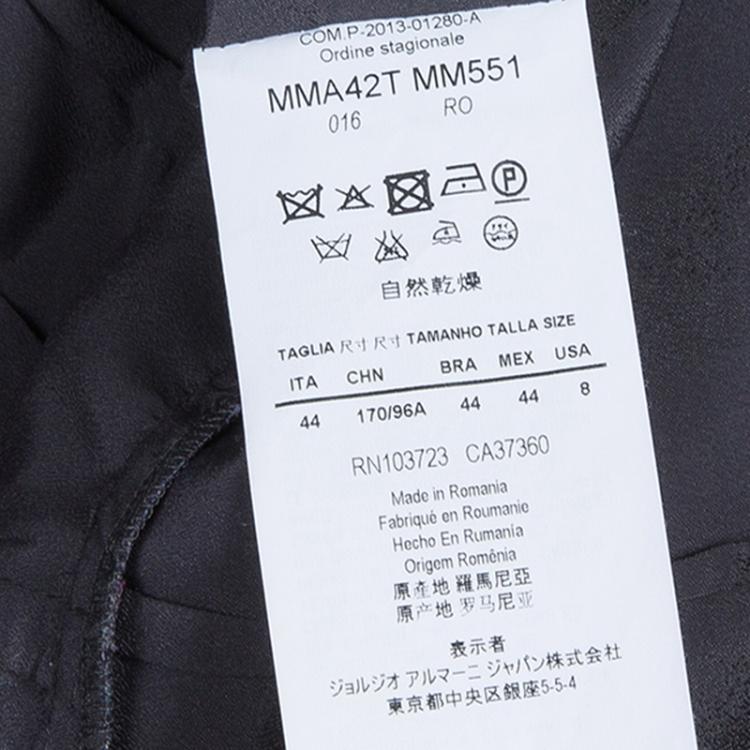 COM.P-2013-01280-A
Ordine stagionale
MMA42T MM551
016 RO
P
自然乾燥
TAGLIA 尺寸 尺寸 TAMANHO TALLA SIZE
ITA CHN BRA MEX USA
44 170/96A 44 44 8
RN103723 CA37360
Made in Romania
Fabriqué en Roumanie
Hecho En Rumanía
Origem Romênia
原產地 羅馬尼亞
原产地 罗马尼亚
表示者
ジョルジオ アルマーニ ジャパン株式会社
東京都中央区銀座5-5-4